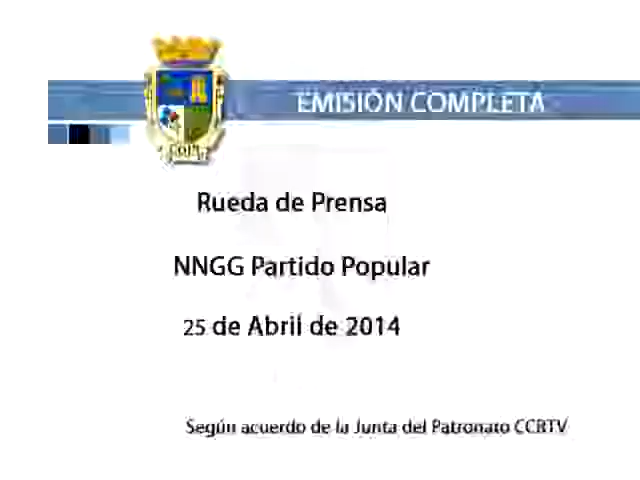 EMISIÓN COMPLETA
Rueda de Prensa
NNGG Partido Popular
25 de Abril de 2014
Según acuerdo de la Junta del Patronato CCRTV